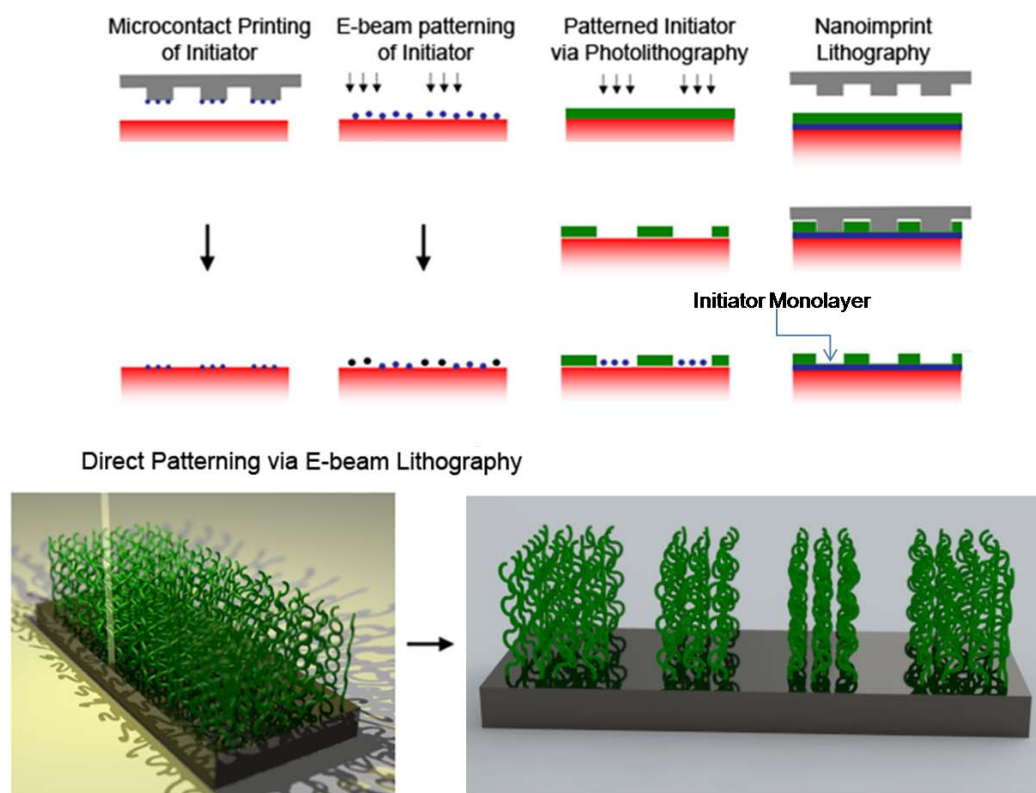 Microcontact Printing
of Initiator
E-beam patterning
of Initiator
Patterned Initiator
via Photolithography
Nanoimprint
Lithography
Initiator Monolayer
Direct Patterning via E-beam Lithography